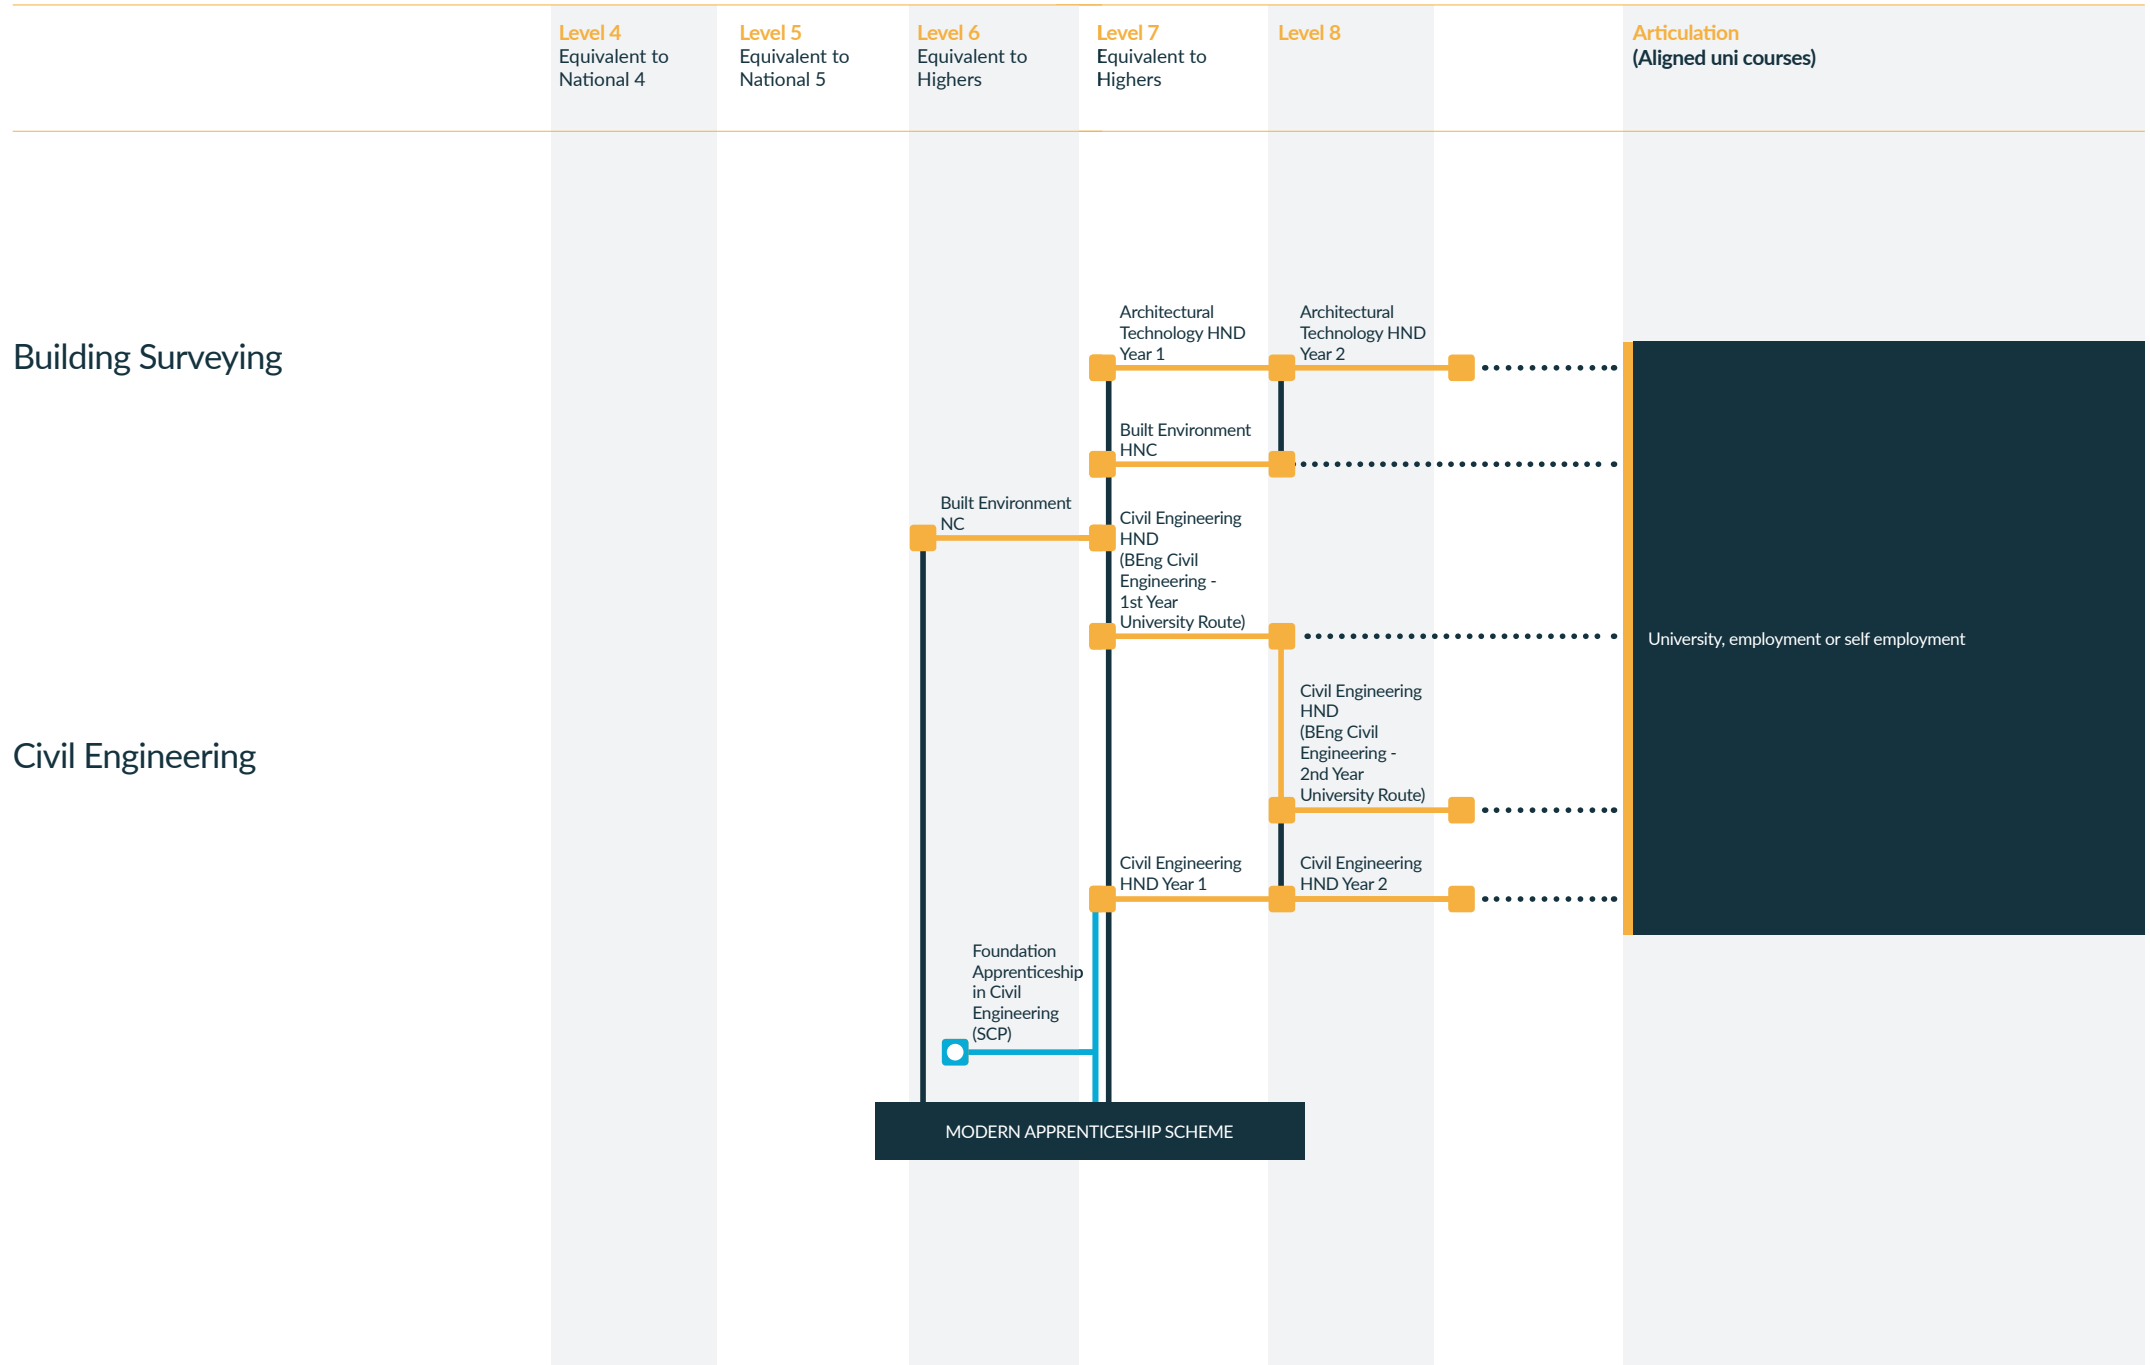 Level 4
Equivalent to
National 4
Level 5
Equivalent to
National 5
Level 6
Equivalent to
Highers
Level 7
Equivalent to
Highers
Level 8
Articulation
(Aligned uni courses)
Building Surveying
Architectural
Technology HND
Year 1
Architectural
Technology HND
Year 2
Built Environment
HNC
Built Environment
NC
Civil Engineering
HND
(BEng Civil
Engineering -
1st Year
University Route)
University, employment or self employment
Civil Engineering
Civil Engineering
HND
(BEng Civil
Engineering -
2nd Year
University Route)
Civil Engineering
HND Year 1
Civil Engineering
HND Year 2
Foundation
Apprenticeship
in Civil
Engineering
(SCP)
MODERN APPRENTICESHIP SCHEME